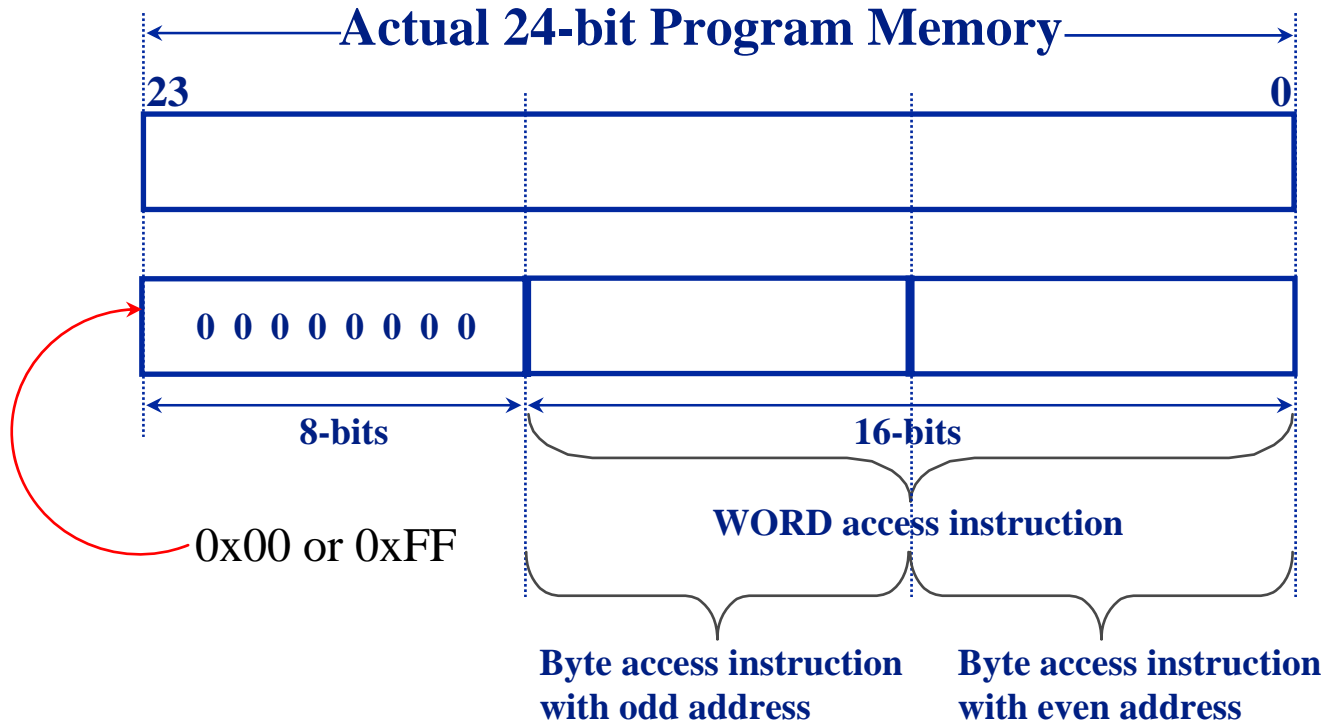 Actual 24-bit Program Memory
23 0
0 0 0 0 0 0 0 0
8-bits 16-bits
WORD access instruction
0x00 or 0xFF
Byte access instruction
with odd address
Byte access instruction
with even address